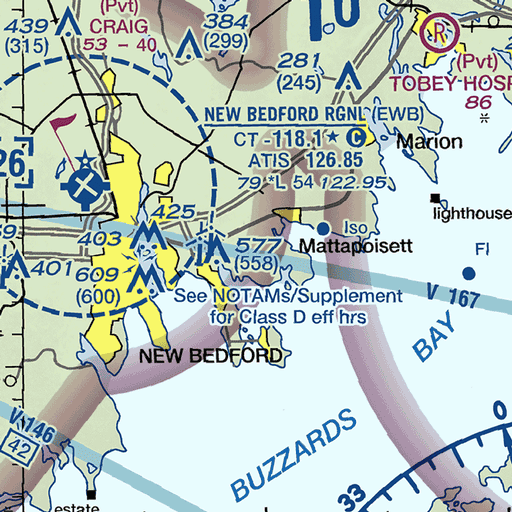 439
(315)
(Pvt)
CRAIG
53 - 40
384
(299)
281
(245)
R
(Pvt)
TOBEY HOSP
86
*
NEW BEDFORD RGNL (EWB)
CT - 118.1 * C
ATIS 126.85
79 *L 54 122.95
Marion
26
lighthouse
425
403
Iso
Mattapoisett
577
(558)
401
609
(600)
Fl
V 167
See NOTAMs/Supplement
for Class D eff hrs
NEW BEDFORD
BAY
BUZZARDS
V 146
42
0
33
estate